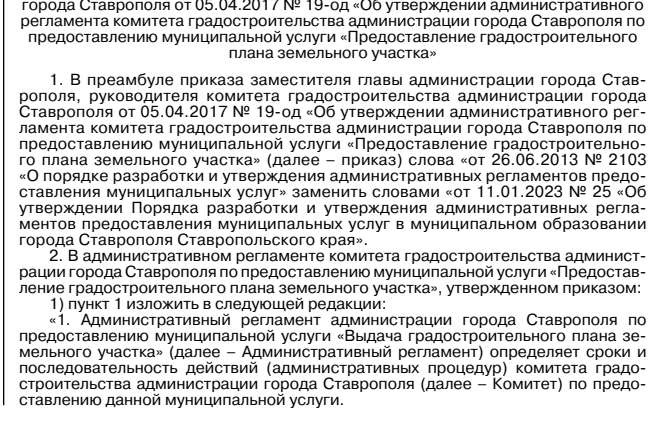 города Ставрополя от 05.04.2017 № 19-од «Об утверждении административного
регламента комитета градостроительства администрации города Ставрополя по
предоставлению муниципальной услуги «Предоставление градостроительного
плана земельного участка»
1. В преамбуле приказа заместителя главы администрации города Став-
рополя, руководителя комитета градостроительства администрации города
Ставрополя от 05.04.2017 № 19-од «Об утверждении административного рег-
ламента комитета градостроительства администрации города Ставрополя по
предоставлению муниципальной услуги «Предоставление градостроительно-
го плана земельного участка» (далее – приказ) слова «от 26.06.2013 № 2103
«О порядке разработки и утверждения административных регламентов предо-
ставления муниципальных услуг» заменить словами «от 11.01.2023 № 25 «Об
утверждении Порядка разработки и утверждения административных регла-
ментов предоставления муниципальных услуг в муниципальном образовании
города Ставрополя Ставропольского края».
2. В административном регламенте комитета градостроительства админист-
рации города Ставрополя по предоставлению муниципальной услуги «Предостав-
ление градостроительного плана земельного участка», утвержденном приказом:
1) пункт 1 изложить в следующей редакции:
«1. Административный регламент администрации города Ставрополя по
предоставлению муниципальной услуги «Выдача градостроительного плана зе-
мельного участка» (далее – Административный регламент) определяет сроки и
последовательность действий (административных процедур) комитета градо-
строительства администрации города Ставрополя (далее – Комитет) по предо-
ставлению данной муниципальной услуги.